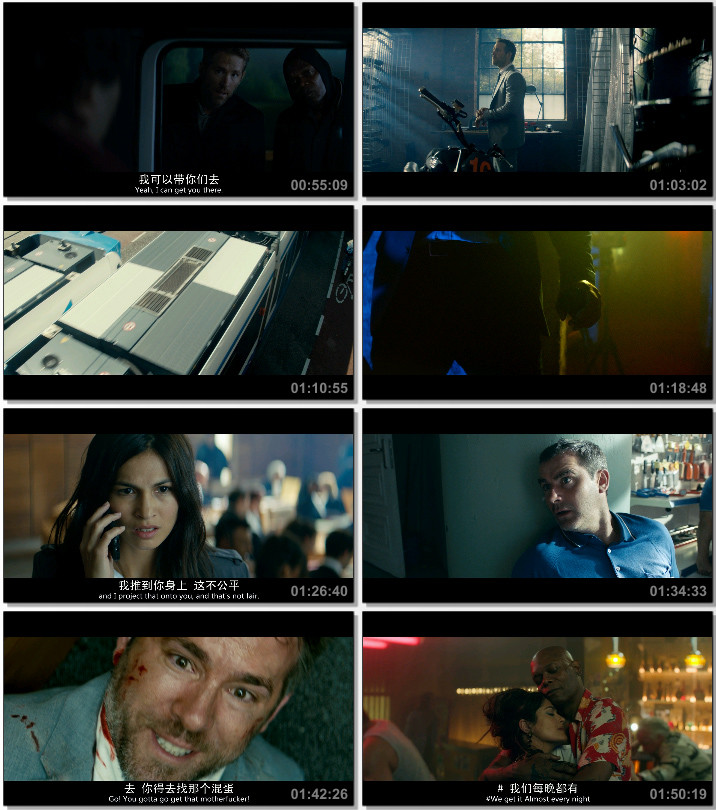 我可以带你们去
Yeah, I can get you there
00:55:09
01:03:02
01:10:55
01:18:48
我推到你身上 这不公平
and I project that onto you, and that's not fair.
01:26:40
01:34:33
去 你得去找那个混蛋
Go! You gotta go get that motherfucker!
01:42:26
# 我们每晚都有
#We get it Almost every night
01:50:19